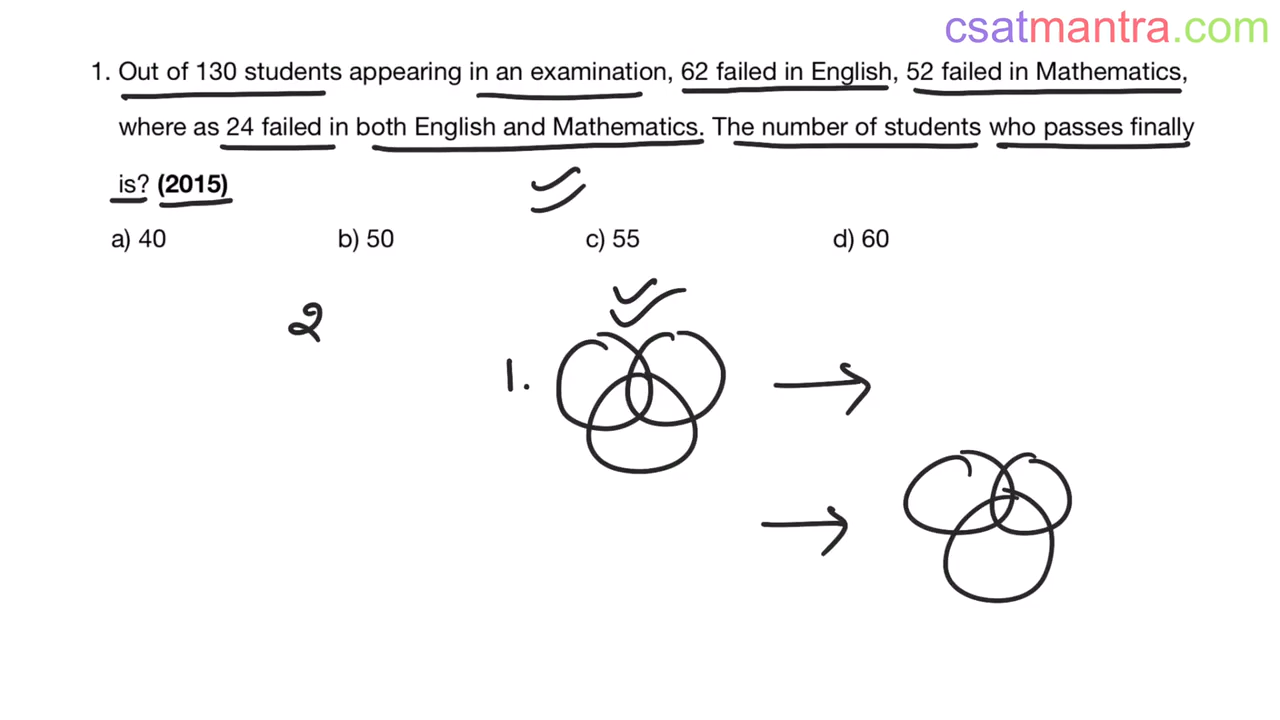 csatmantra.com
1. Out of 130 students appearing in an examination, 62 failed in English, 52 failed in Mathematics,
where as 24 failed in both English and Mathematics. The number of students who passes finally
is? (2015)
a) 40 b) 50 c) 55 d) 60
2
1.